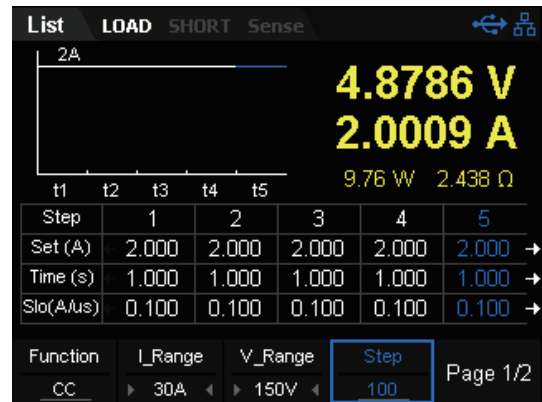 List LOAD SHORT Sense
2A
4.8786 V
2.0009 A
9.76 W 2.438 Ω
t1 t2 t3 t4 t5
Step 1 2 3 4 5
Set (A) 2.000 2.000 2.000 2.000 2.000
Time (s) 1.000 1.000 1.000 1.000 1.000
Slo(A/us) 0.100 0.100 0.100 0.100 0.100
Function I_Range V_Range Step Page 1/2
CC 30A 150V 100